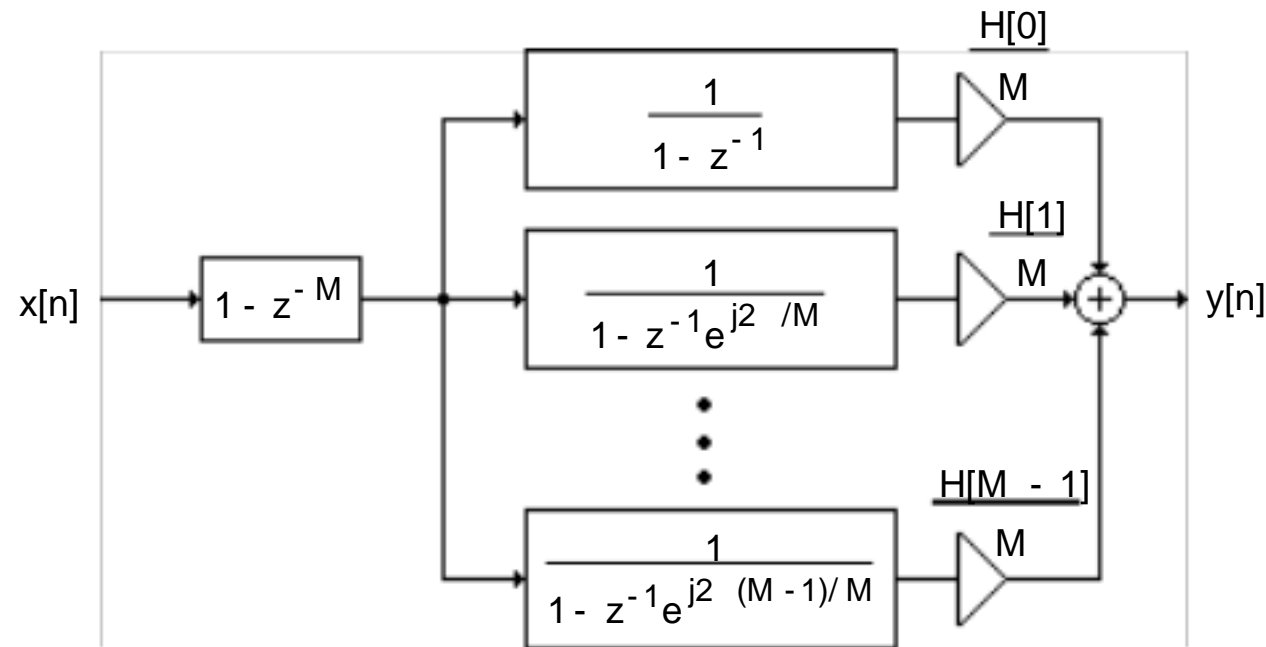 H[0]
M
1
1 - z^-1
H[1]
M
x[n]
1 - z^-M
1
1 - z^-1 e^j2 /M
+
y[n]
H[M - 1]
M
1
1 - z^-1 e^j2 (M - 1)/ M